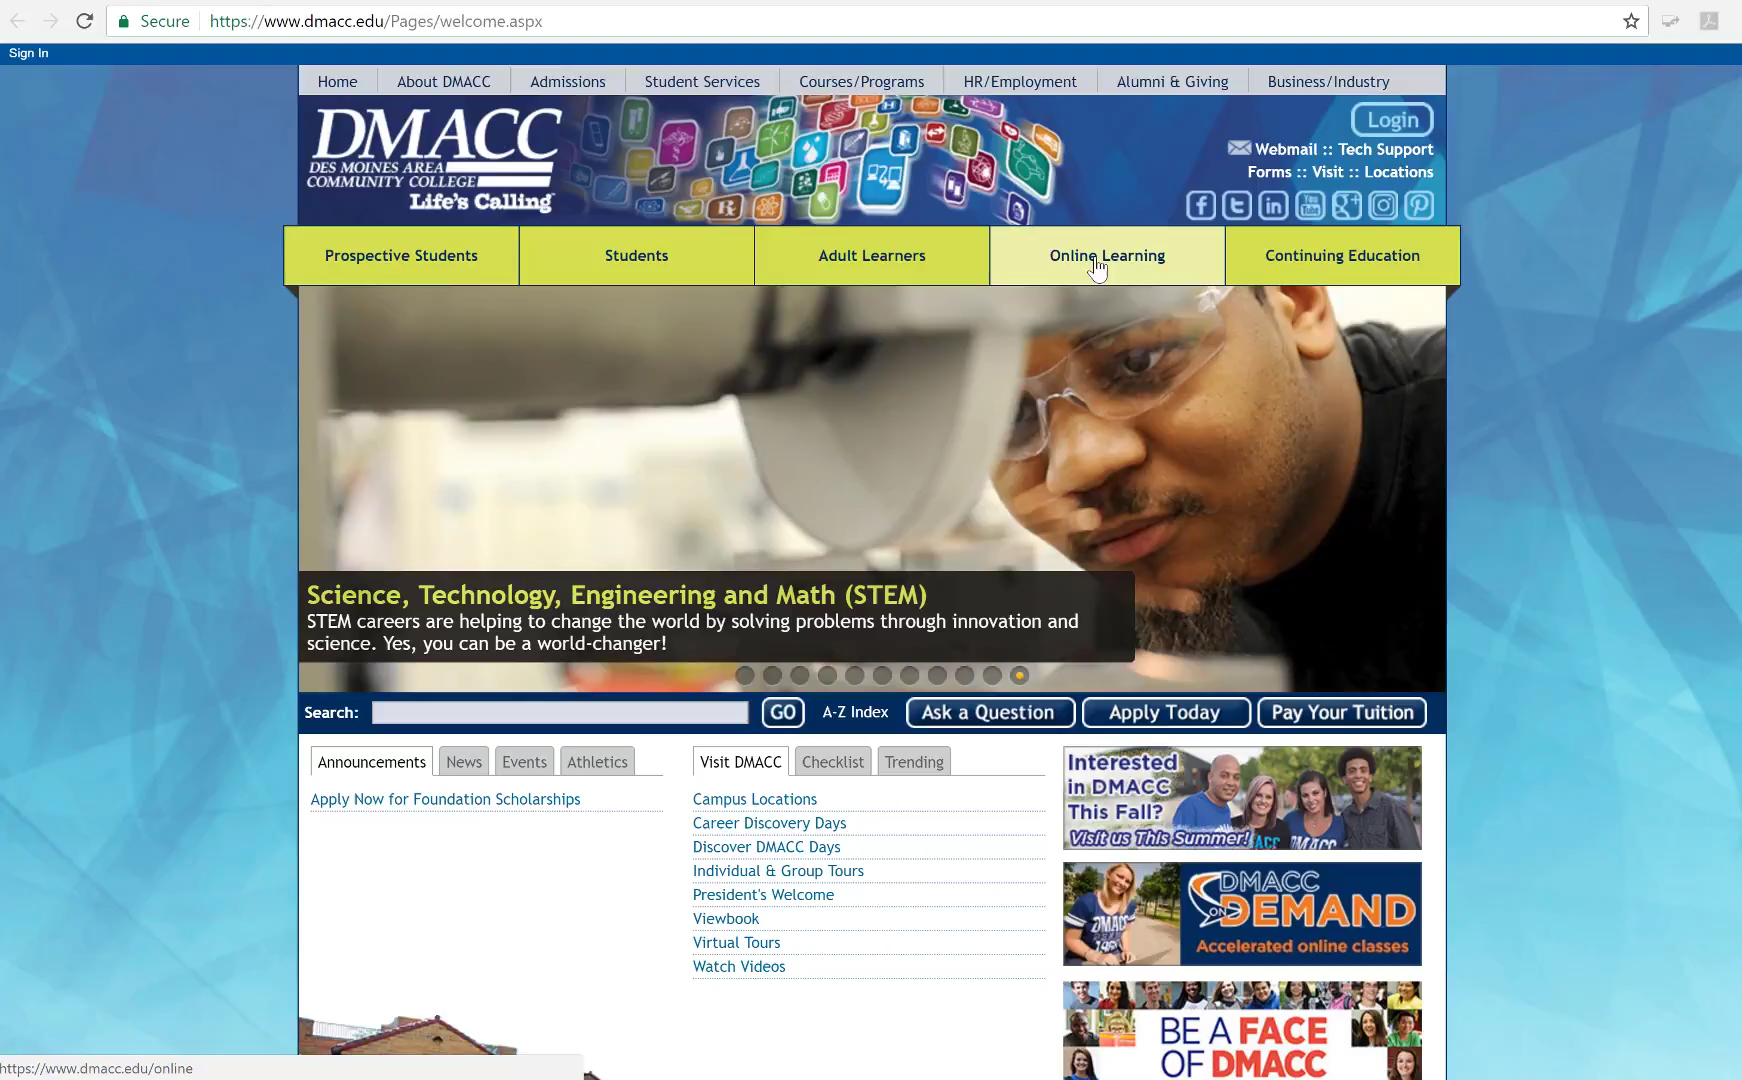 Secure
https://www.dmacc.edu/Pages/welcome.aspx
Sign In
Home
About DMACC
Admissions
Student Services
Courses/Programs
HR/Employment
Alumni & Giving
Business/Industry
DMACC
DES MOINES AREA
COMMUNITY COLLEGE
Life's Calling
Login
Webmail :: Tech Support
Forms :: Visit :: Locations
Prospective Students
Students
Adult Learners
Online Learning
Continuing Education
Science, Technology, Engineering and Math (STEM)
STEM careers are helping to change the world by solving problems through innovation and
science. Yes, you can be a world-changer!
Search:
GO
A-Z Index
Ask a Question
Apply Today
Pay Your Tuition
Announcements
News
Events
Athletics
Apply Now for Foundation Scholarships
Visit DMACC
Checklist
Trending
Campus Locations
Career Discovery Days
Discover DMACC Days
Individual & Group Tours
President's Welcome
Viewbook
Virtual Tours
Watch Videos
Interested
in DMACC
This Fall?
Visit us This Summer!
DMACC
ON DEMAND
Accelerated online classes
BE A FACE
OF DMACC
https://www.dmacc.edu/online